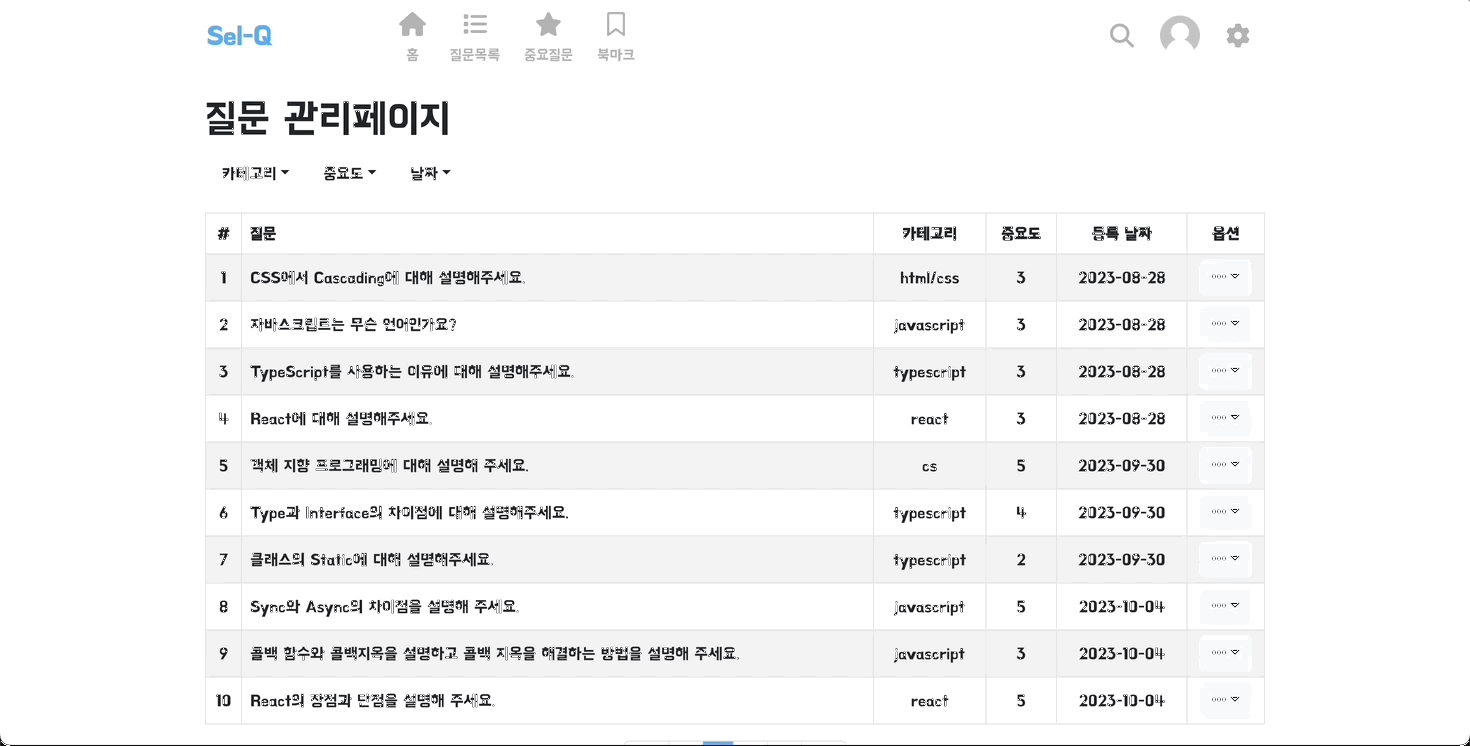 Sel-Q
홈 질문목록 중요질문 북마크
질문 관리페이지
카테고리 중요도 날짜
# 질문 카테고리 중요도 등록 날짜 옵션
1 CSS에서 Cascading에 대해 설명해주세요. html/css 3 2023-08-28
2 자바스크립트는 무슨 언어인가요? javascript 3 2023-08-28
3 TypeScript를 사용하는 이유에 대해 설명해주세요. typescript 3 2023-08-28
4 React에 대해 설명해주세요. react 3 2023-08-28
5 객체 지향 프로그래밍에 대해 설명해 주세요. cs 5 2023-09-30
6 Type과 Interface의 차이점에 대해 설명해주세요. typescript 4 2023-09-30
7 클래스의 Static에 대해 설명해주세요. typescript 2 2023-09-30
8 Sync와 Async의 차이점을 설명해 주세요. javascript 5 2023-10-04
9 콜백 함수와 콜백지옥을 설명하고 콜백 지옥을 해결하는 방법을 설명해 주세요. javascript 3 2023-10-04
10 React의 장점과 단점을 설명해 주세요. react 5 2023-10-04